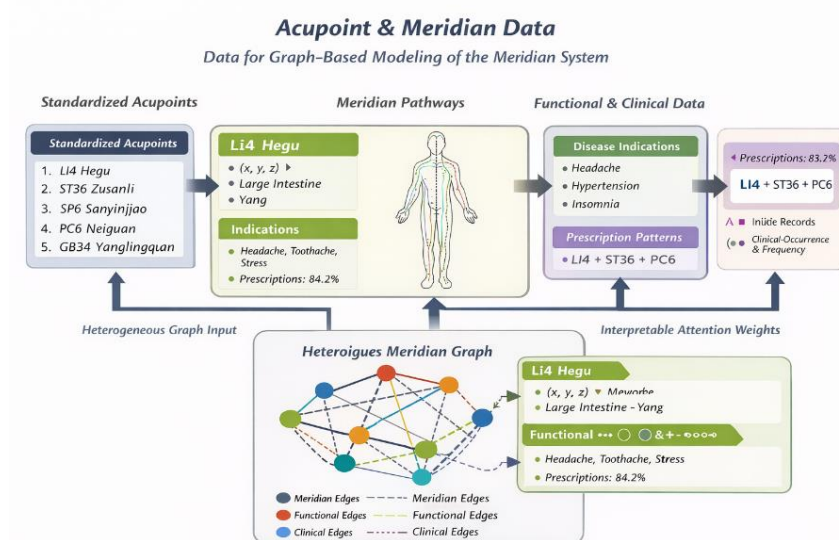 Acupoint & Meridian Data
Data for Graph-Based Modeling of the Meridian System
Standardized Acupoints
Meridian Pathways
Functional & Clinical Data
Standardized Acupoints
1. LI4 Hegu
2. ST36 Zusanli
3. SP6 Sanyinjjao
4. PC6 Neiguan
5. GB34 Yanglingquan
Li4 Hegu
(x, y, z)
Large Intestine
Yang
Indications
Headache, Toothache,
Stress
Prescriptions: 84.2%
Disease Indications
Headache
Hypertension
Insomnia
Prescription Patterns
LI4 + ST36 + PC6
Prescriptions: 83.2%
LI4 + ST36 + PC6
Records
Clinical-Occurrence
& Frequency
Heterogeneous Graph Input
Interpretable Attention Weights
Heteroigues Meridian Graph
Meridian Edges
Meridian Edges
Functional Edges
Functional Edges
Clinical Edges
Clinical Edges
Li4 Hegu
(x, y, z)
Large Intestine - Yang
Functional
Headache, Toothache, Stress
Prescriptions: 84.2%